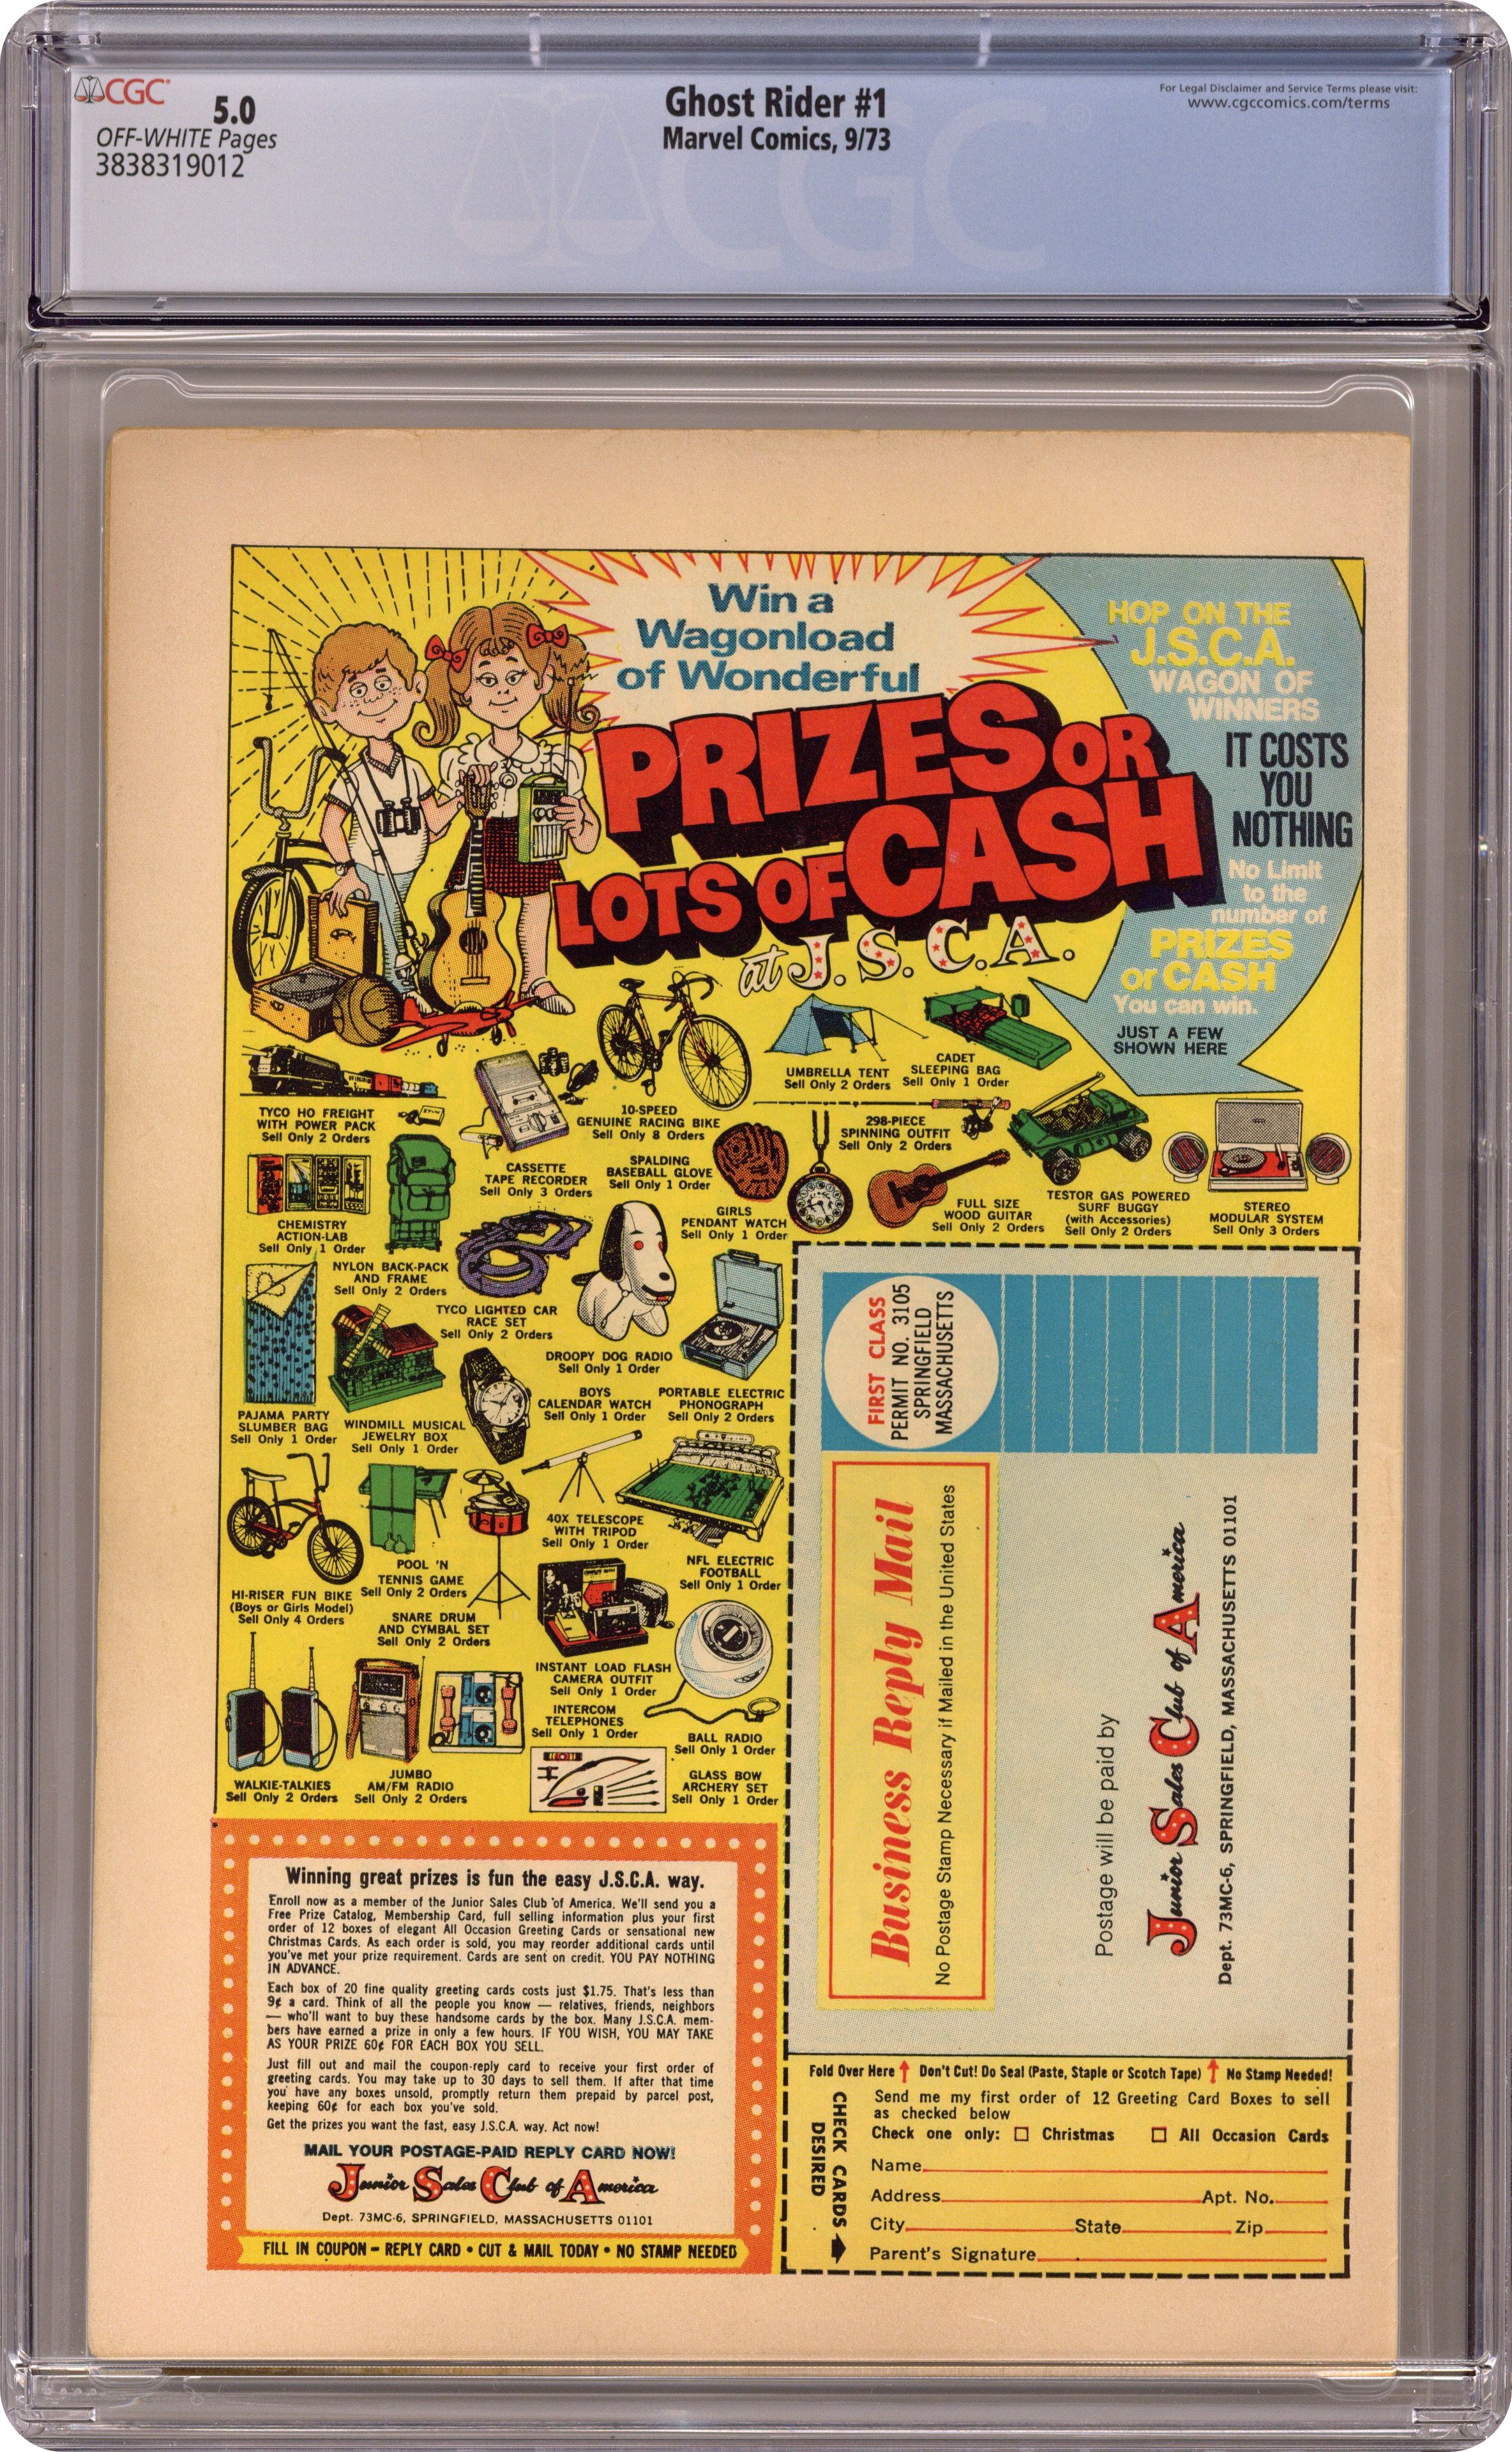 CGC
5.0
OFF-WHITE Pages
3838319012
Ghost Rider #1
Marvel Comics, 9/73
For Legal Disclaimer and Service Terms please visit:
www.cgccomics.com/terms
CGC
Win a
Wagonload
of Wonderful
PRIZES OR
LOTS OF CASH
at J.S.C.A.
HOP ON THE
J.S.C.A.
WAGON OF
WINNERS
IT COSTS
YOU
NOTHING
No Limit
to the
number of
PRIZES
or CASH
You can win.
JUST A FEW
SHOWN HERE
UMBRELLA TENT
Sell Only 2 Orders
CADET
SLEEPING BAG
Sell Only 1 Order
TYCO HO FREIGHT
WITH POWER PACK
Sell Only 2 Orders
10-SPEED
GENUINE RACING BIKE
Sell Only 8 Orders
298-PIECE
SPINNING OUTFIT
Sell Only 2 Orders
CASSETTE
TAPE RECORDER
Sell Only 3 Orders
SPALDING
BASEBALL GLOVE
Sell Only 1 Order
FULL SIZE
WOOD GUITAR
Sell Only 2 Orders
TESTOR GAS POWERED
SURF BUGGY
(with Accessories)
Sell Only 2 Orders
STEREO
MODULAR SYSTEM
Sell Only 3 Orders
CHEMISTRY
ACTION-LAB
Sell Only 1 Order
GIRLS
PENDANT WATCH
Sell Only 1 Order
NYLON BACK-PACK
AND FRAME
Sell Only 2 Orders
TYCO LIGHTED CAR
RACE SET
Sell Only 2 Orders
DROOPY DOG RADIO
Sell Only 1 Order
PAJAMA PARTY
SLUMBER BAG
Sell Only 1 Order
WINDMILL MUSICAL
JEWELRY BOX
Sell Only 1 Order
BOYS
CALENDAR WATCH
Sell Only 1 Order
PORTABLE ELECTRIC
PHONOGRAPH
Sell Only 2 Orders
40X TELESCOPE
WITH TRIPOD
Sell Only 1 Order
NFL ELECTRIC
FOOTBALL
Sell Only 1 Order
HI-RISER FUN BIKE
(Boys or Girls Model)
Sell Only 4 Orders
POOL 'N
TENNIS GAME
Sell Only 2 Orders
SNARE DRUM
AND CYMBAL SET
Sell Only 2 Orders
INSTANT LOAD FLASH
CAMERA OUTFIT
Sell Only 1 Order
INTERCOM
TELEPHONES
Sell Only 1 Order
BALL RADIO
Sell Only 1 Order
WALKIE-TALKIES
Sell Only 2 Orders
JUMBO
AM/FM RADIO
Sell Only 2 Orders
GLASS BOW
ARCHERY SET
Sell Only 1 Order
FIRST CLASS
PERMIT NO. 3105
SPRINGFIELD
MASSACHUSETTS
Business Reply Mail
No Postage Stamp Necessary if Mailed in the United States
Postage will be paid by
Junior Sales Club of America
Dept. 73MC-6, SPRINGFIELD, MASSACHUSETTS 01101
Winning great prizes is fun the easy J.S.C.A. way.
Enroll now as a member of the Junior Sales Club of America. We'll send you a
Free Prize Catalog, Membership Card, full selling information plus your first
order of 12 boxes of elegant All Occasion Greeting Cards or sensational new
Christmas Cards. As each order is sold, you may reorder additional cards until
you've met your prize requirement. Cards are sent on credit. YOU PAY NOTHING
IN ADVANCE.
Each box of 20 fine quality greeting cards costs just $1.75. That's less than
9¢ a card. Think of all the people you know — relatives, friends, neighbors
— who'll want to buy these handsome cards by the box. Many J.S.C.A. mem-
bers have earned a prize in only a few hours. IF YOU WISH, YOU MAY TAKE
AS YOUR PRIZE 60¢ FOR EACH BOX YOU SELL.
Just fill out and mail the coupon-reply card to receive your first order of
greeting cards. You may take up to 30 days to sell them. If after that time
you have any boxes unsold, promptly return them prepaid by parcel post,
keeping 60¢ for each box you've sold.
Get the prizes you want the fast, easy J.S.C.A. way. Act now!
MAIL YOUR POSTAGE-PAID REPLY CARD NOW!
Junior Sales Club of America
Dept. 73MC-6, SPRINGFIELD, MASSACHUSETTS 01101
FILL IN COUPON – REPLY CARD • CUT & MAIL TODAY • NO STAMP NEEDED
Fold Over Here ↑ Don't Cut! Do Seal (Paste, Staple or Scotch Tape) ↑ No Stamp Needed!
CHECK CARDS
DESIRED
Send me my first order of 12 Greeting Card Boxes to sell
as checked below
Check one only: □ Christmas □ All Occasion Cards
Name
Address Apt. No.
City State Zip
Parent's Signature